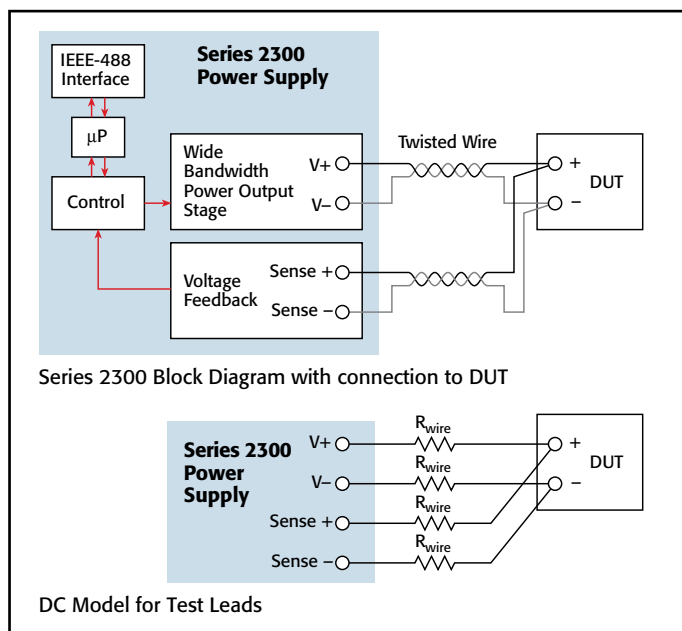 IEEE-488
Interface
Series 2300
Power Supply
µP
Control
Wide
Bandwidth
Power Output
Stage
V+
V–
Twisted Wire
+
–
DUT
Voltage
Feedback
Sense +
Sense –
Series 2300 Block Diagram with connection to DUT
Series 2300
Power
Supply
V+
V–
Sense +
Sense –
Rwire
Rwire
Rwire
Rwire
+
–
DUT
DC Model for Test Leads